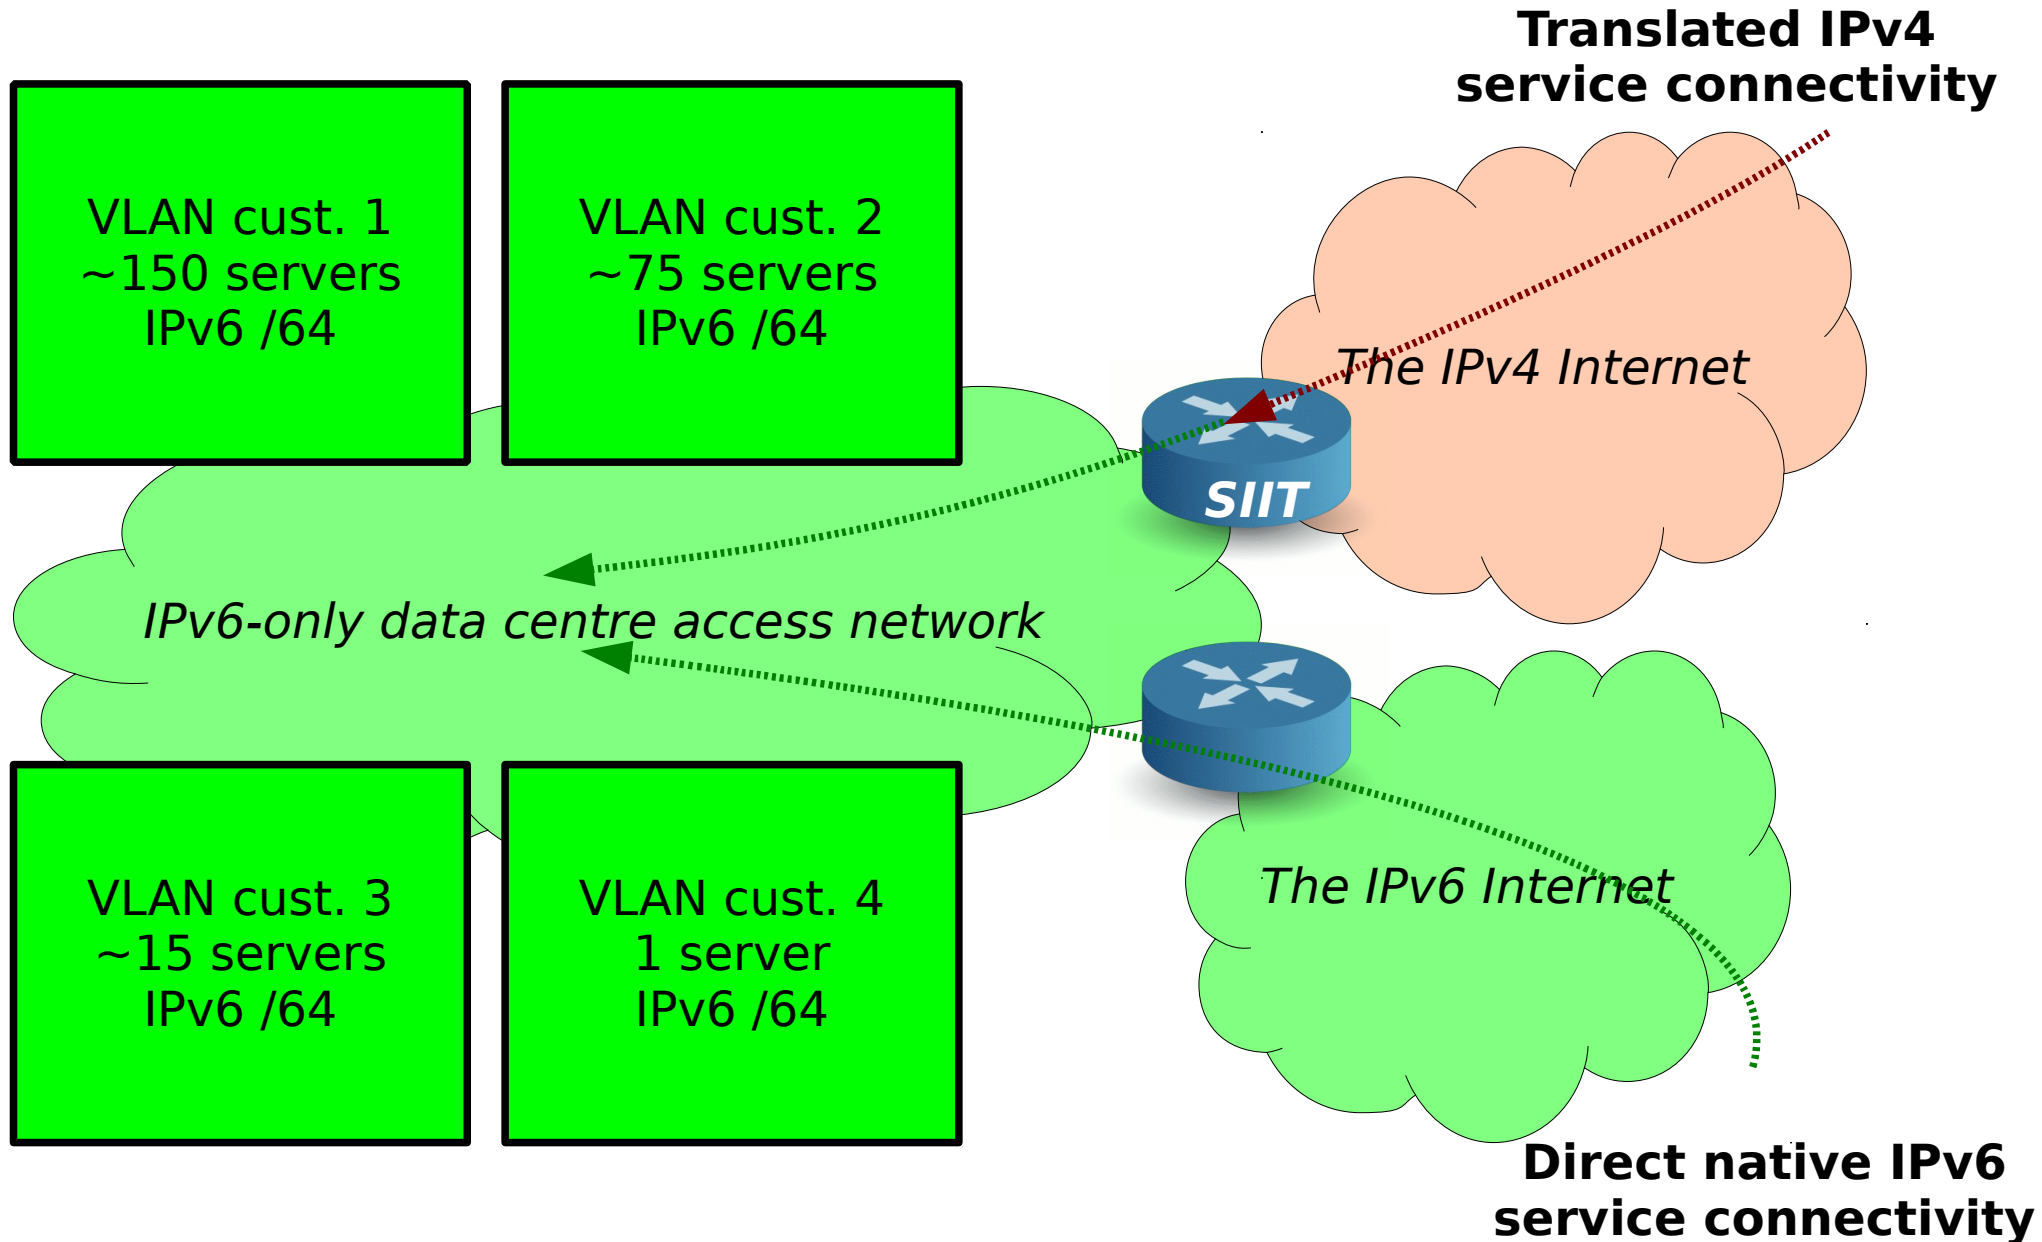 Translated IPv4
service connectivity
VLAN cust. 1
~150 servers
IPv6 /64
VLAN cust. 2
~75 servers
IPv6 /64
The IPv4 Internet
SIIT
IPv6-only data centre access network
VLAN cust. 3
~15 servers
IPv6 /64
VLAN cust. 4
1 server
IPv6 /64
The IPv6 Internet
Direct native IPv6
service connectivity